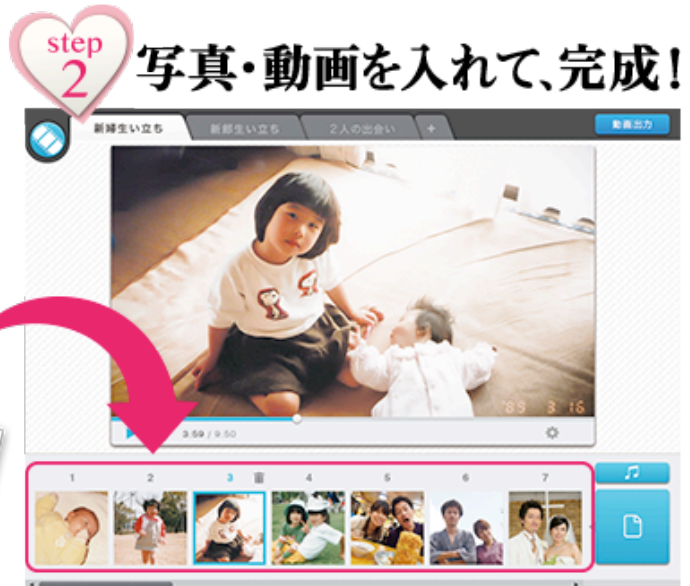 step
2
写真・動画を入れて、完成!
新婦生い立ち
新郎生い立ち
2人の出会い
+
動画出力
'89 3 16
3:59 / 9:50
1
2
3
4
5
6
7